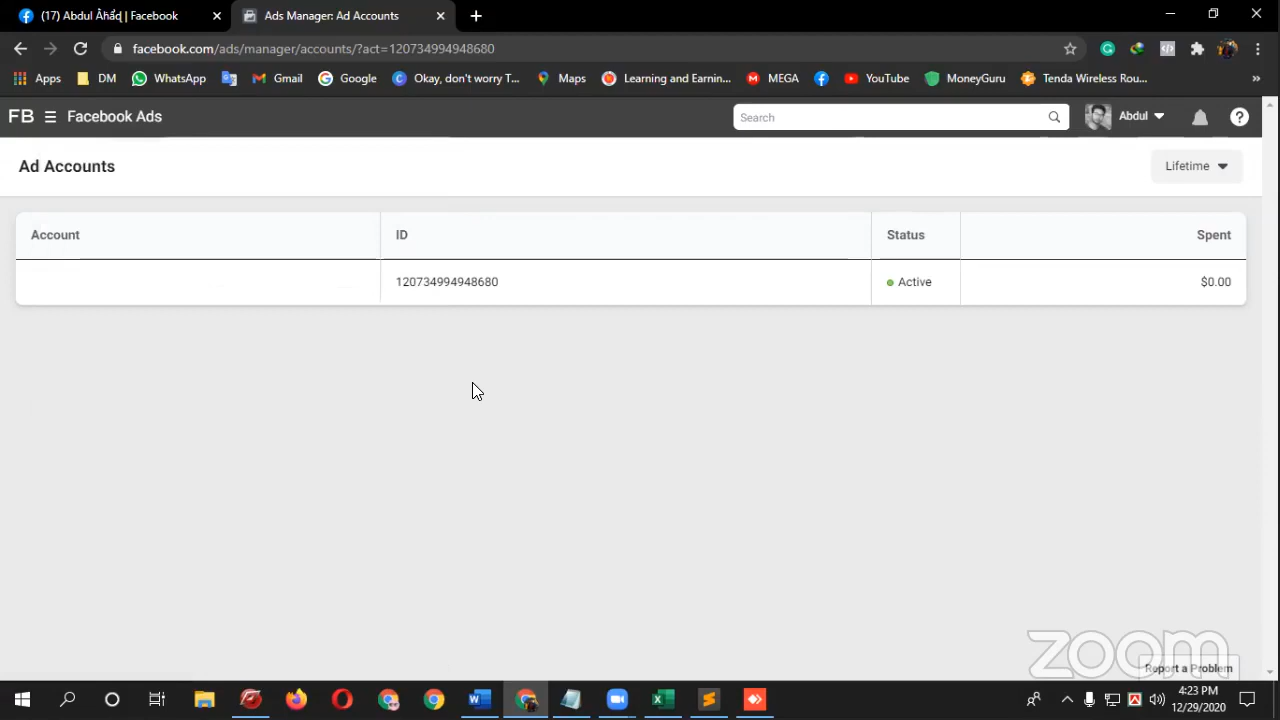 (17) Abdul Åhåď | Facebook
Ads Manager: Ad Accounts
facebook.com/ads/manager/accounts/?act=120734994948680
Apps
DM
WhatsApp
Gmail
Google
Okay, don't worry T...
Maps
Learning and Earnin...
MEGA
YouTube
MoneyGuru
Tenda Wireless Rou...
FB
Facebook Ads
Search
Abdul
Ad Accounts
Lifetime
Account
ID
Status
Spent
120734994948680
Active
$0.00
zoom
Report a Problem
4:23 PM
12/29/2020